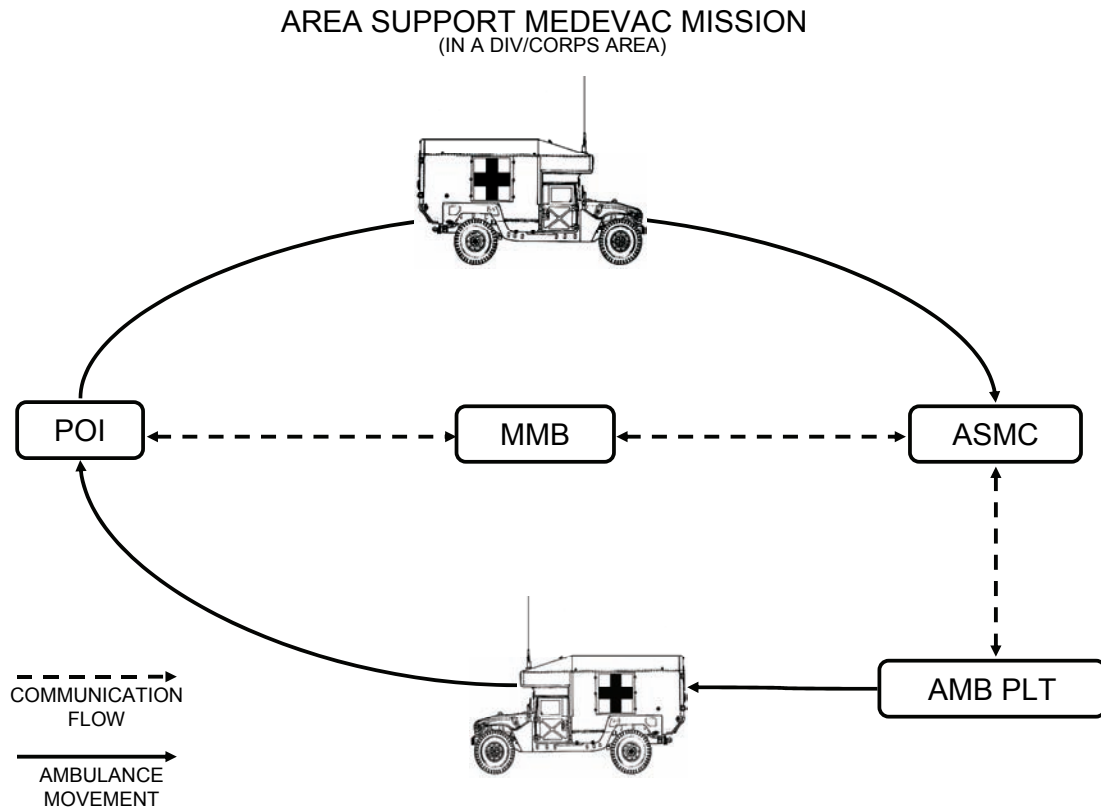 AREA SUPPORT MEDEVAC MISSION
(IN A DIV/CORPS AREA)
POI
MMB
ASMC
AMB PLT
COMMUNICATION
FLOW
AMBULANCE
MOVEMENT